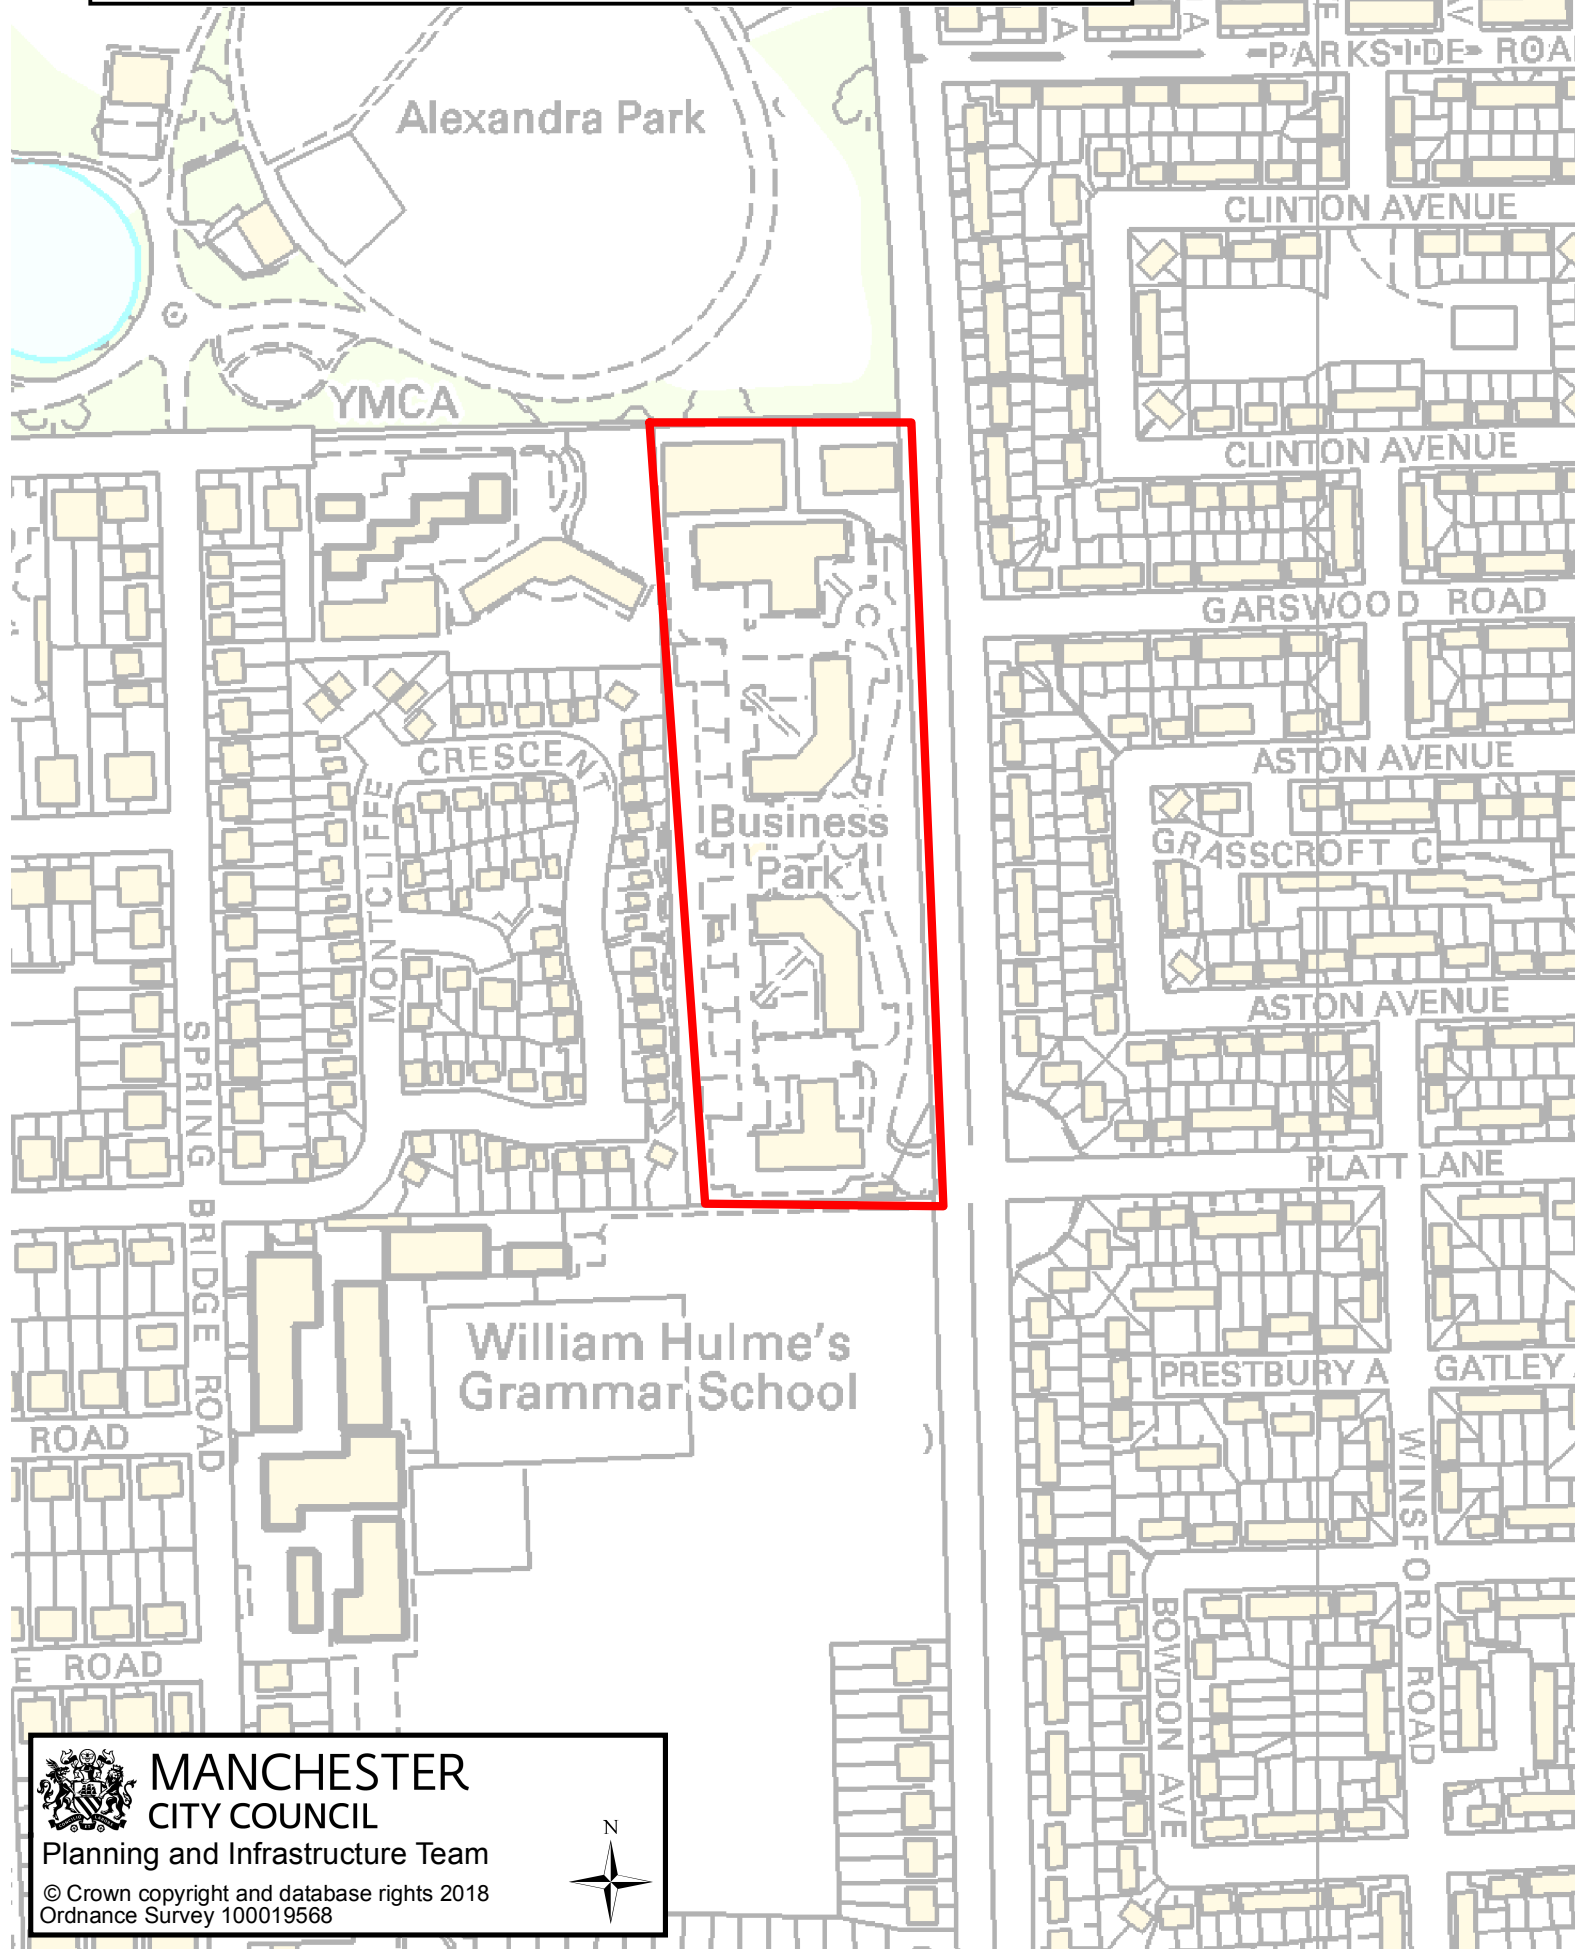 PARKSIDE ROA
Alexandra Park
CLINTON AVENUE
YMCA
CLINTON AVENUE
GARSWOOD ROAD
CRESCENT
ASTON AVENUE
MONTCLIFFE
Business
Park
GRASSCROFT C
ASTON AVENUE
SPRING
BRIDGE ROAD
PLATT LANE
William Hulme's
Grammar School
PRESTBURY A
GATLEY
ROAD
WINSFORD ROAD
BOWDON AVE
E ROAD
MANCHESTER
CITY COUNCIL
Planning and Infrastructure Team
© Crown copyright and database rights 2018
Ordnance Survey 100019568
N